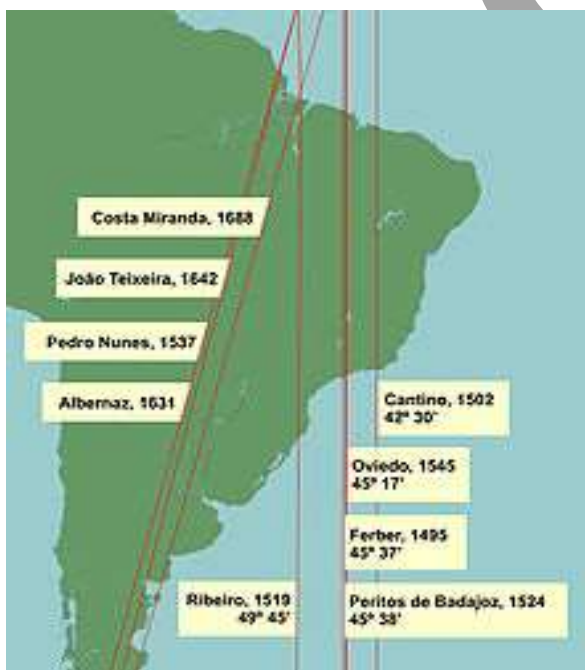 Costa Miranda, 1688
João Teixeira, 1642
Pedro Nunes, 1537
Albernaz, 1631
Cantino, 1502
42º 30'
Oviedo, 1545
45º 17'
Ferber, 1495
45º 37'
Ribeiro, 1519
49º 45'
Peritos de Badajoz, 1524
45º 38'